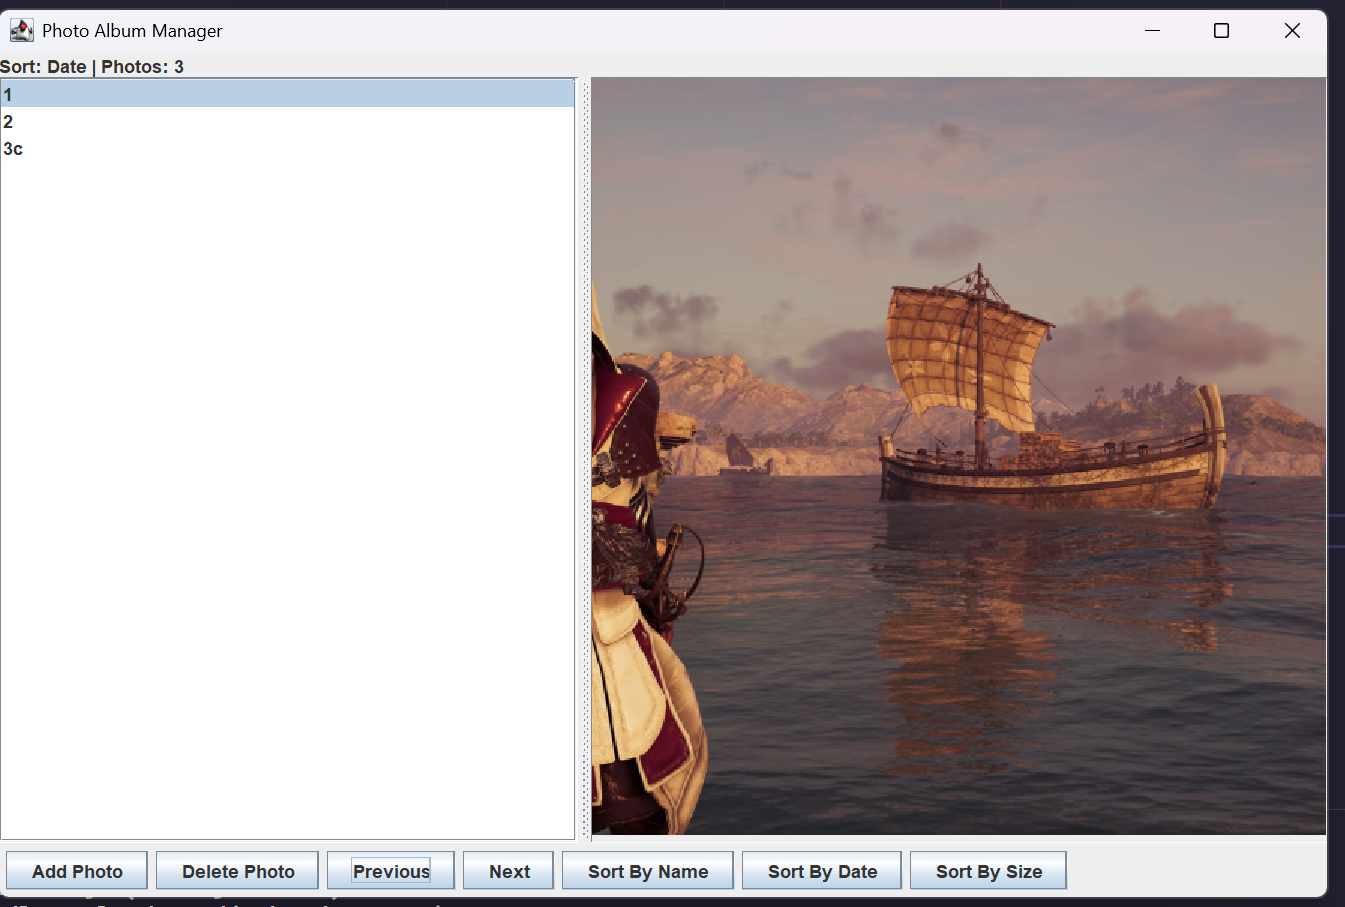 Photo Album Manager
Sort: Date | Photos: 3
1
2
3c
Add Photo Delete Photo Previous Next Sort By Name Sort By Date Sort By Size